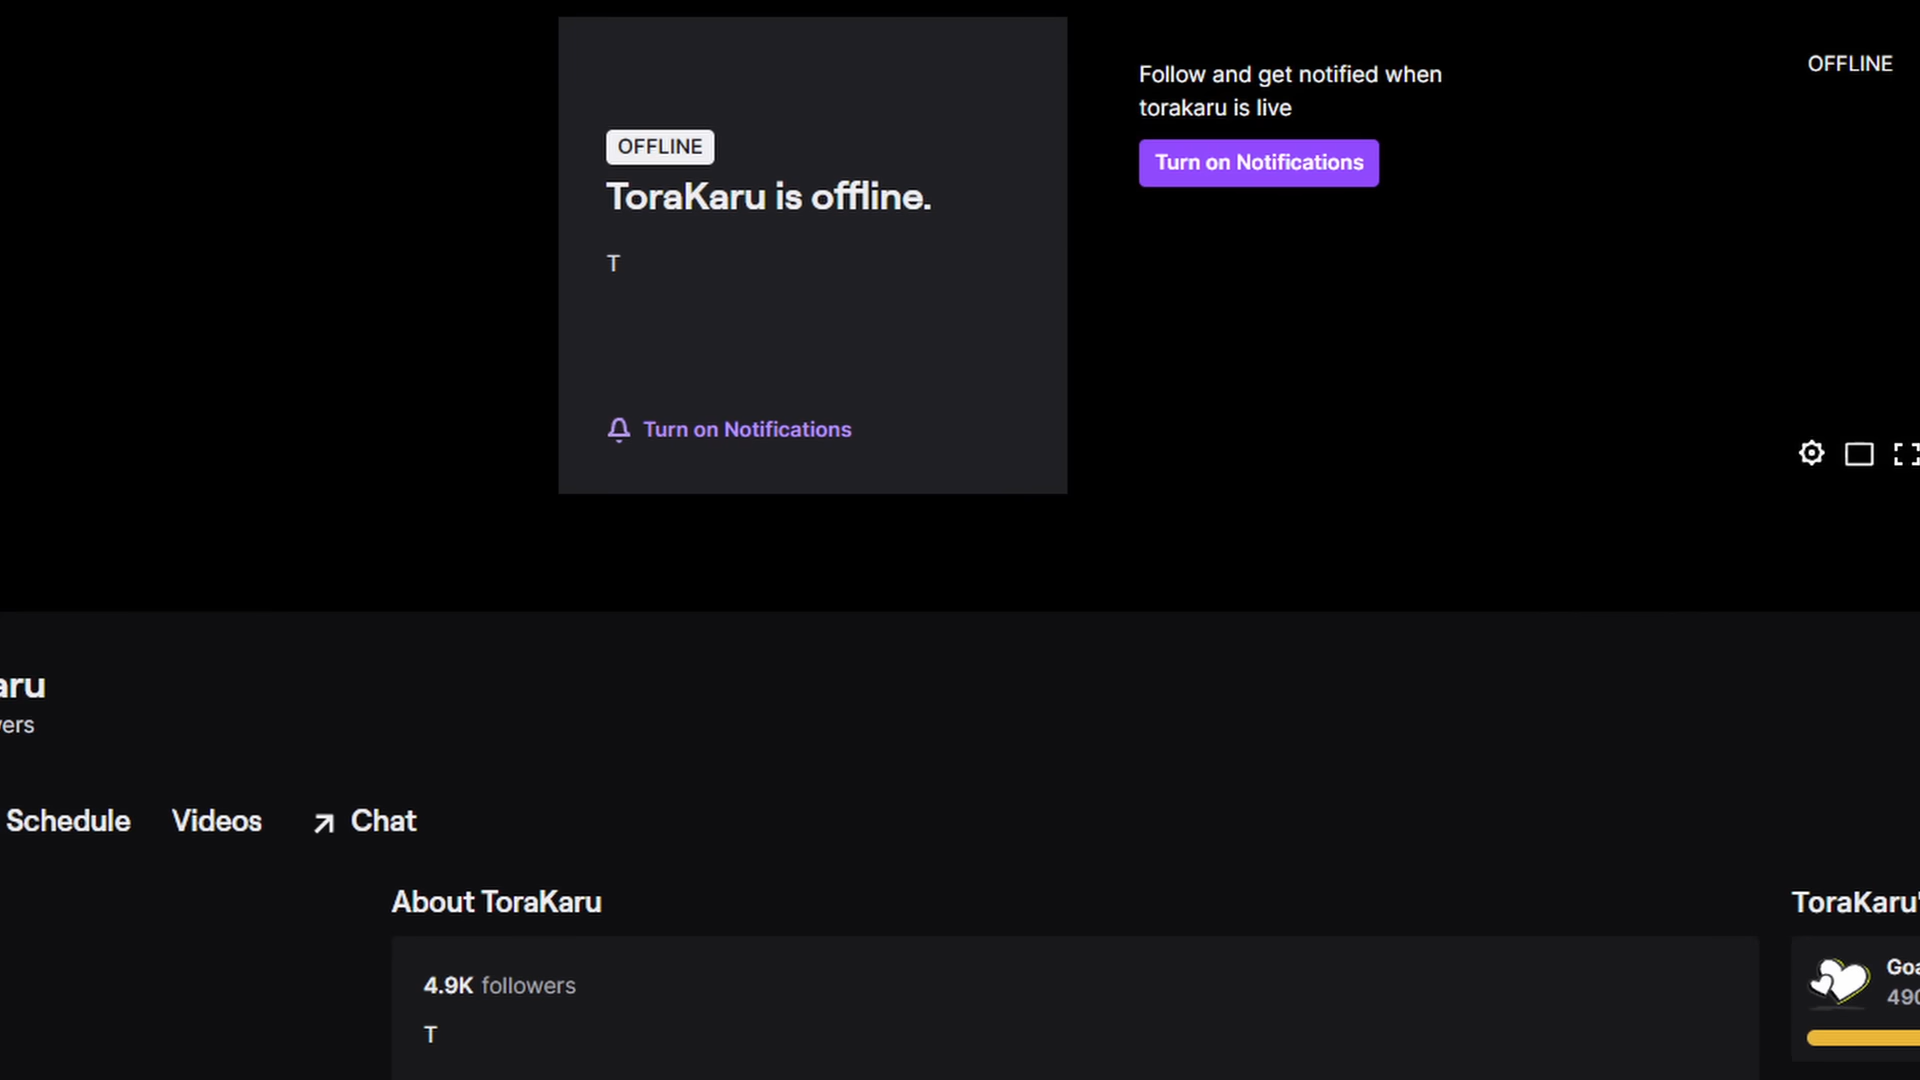 OFFLINE
ToraKaru is offline.
T
Turn on Notifications
Follow and get notified when
torakaru is live
Turn on Notifications
OFFLINE
aru
ers
Schedule
Videos
Chat
About ToraKaru
4.9K followers
T
ToraKaru'
Goa
490